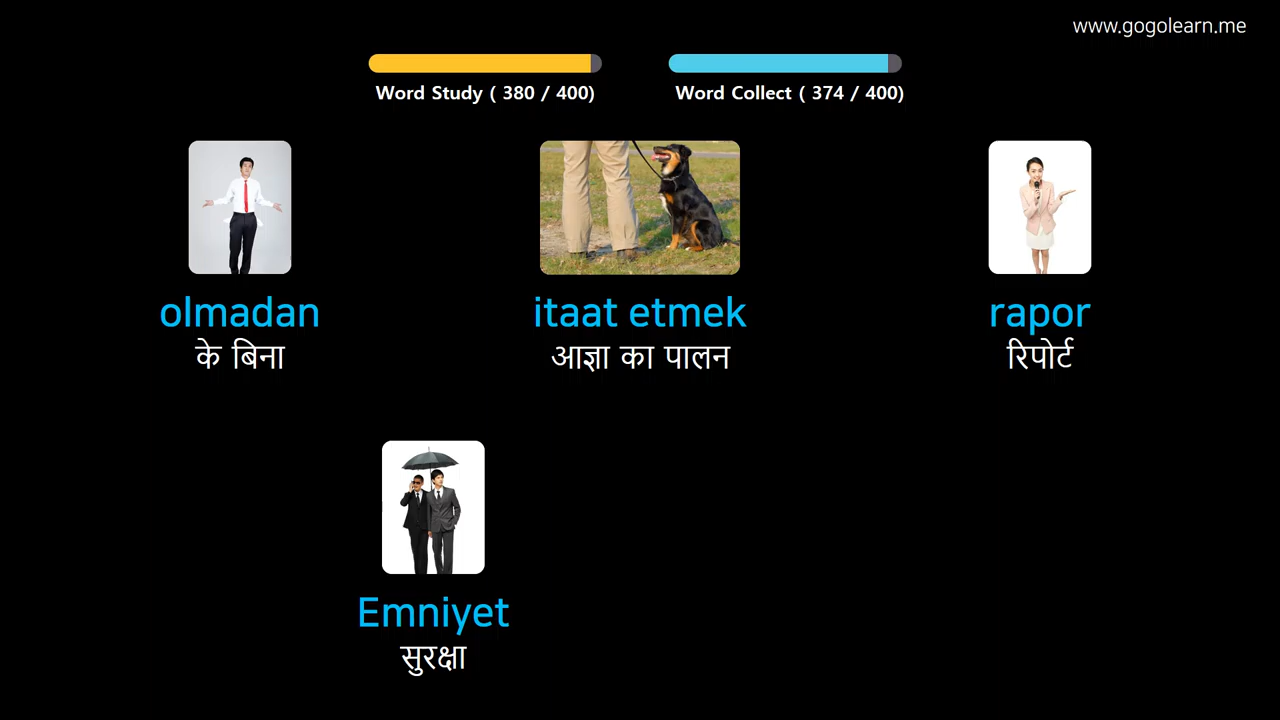 www.gogolearn.me
Word Study ( 380 / 400)
Word Collect ( 374 / 400)
olmadan
के बिना
itaat etmek
आज्ञा का पालन
rapor
रिपोर्ट
Emniyet
सुरक्षा